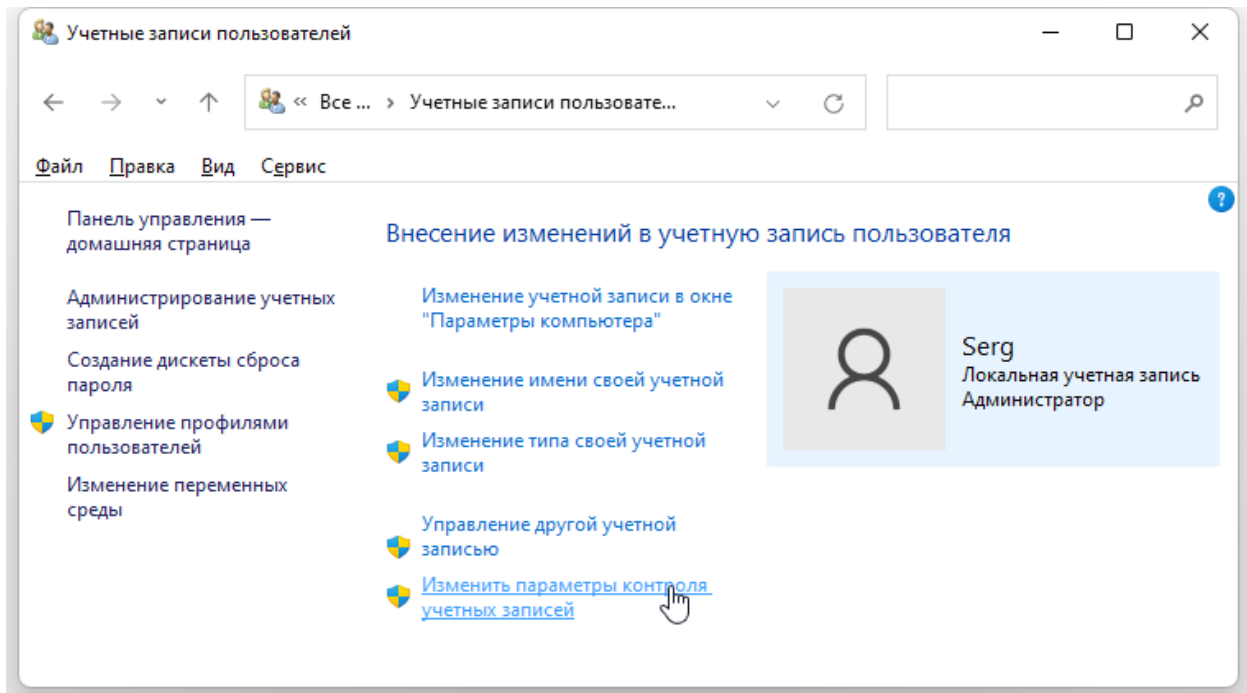 Учетные записи пользователей
« Все ... › Учетные записи пользовате...
Файл Правка Вид Сервис
?
Панель управления —
домашняя страница
Администрирование учетных
записей
Создание дискеты сброса
пароля
Управление профилями
пользователей
Изменение переменных
среды
Внесение изменений в учетную запись пользователя
Изменение учетной записи в окне
"Параметры компьютера"
Изменение имени своей учетной
записи
Изменение типа своей учетной
записи
Управление другой учетной
записью
Изменить параметры контроля
учетных записей
Serg
Локальная учетная запись
Администратор